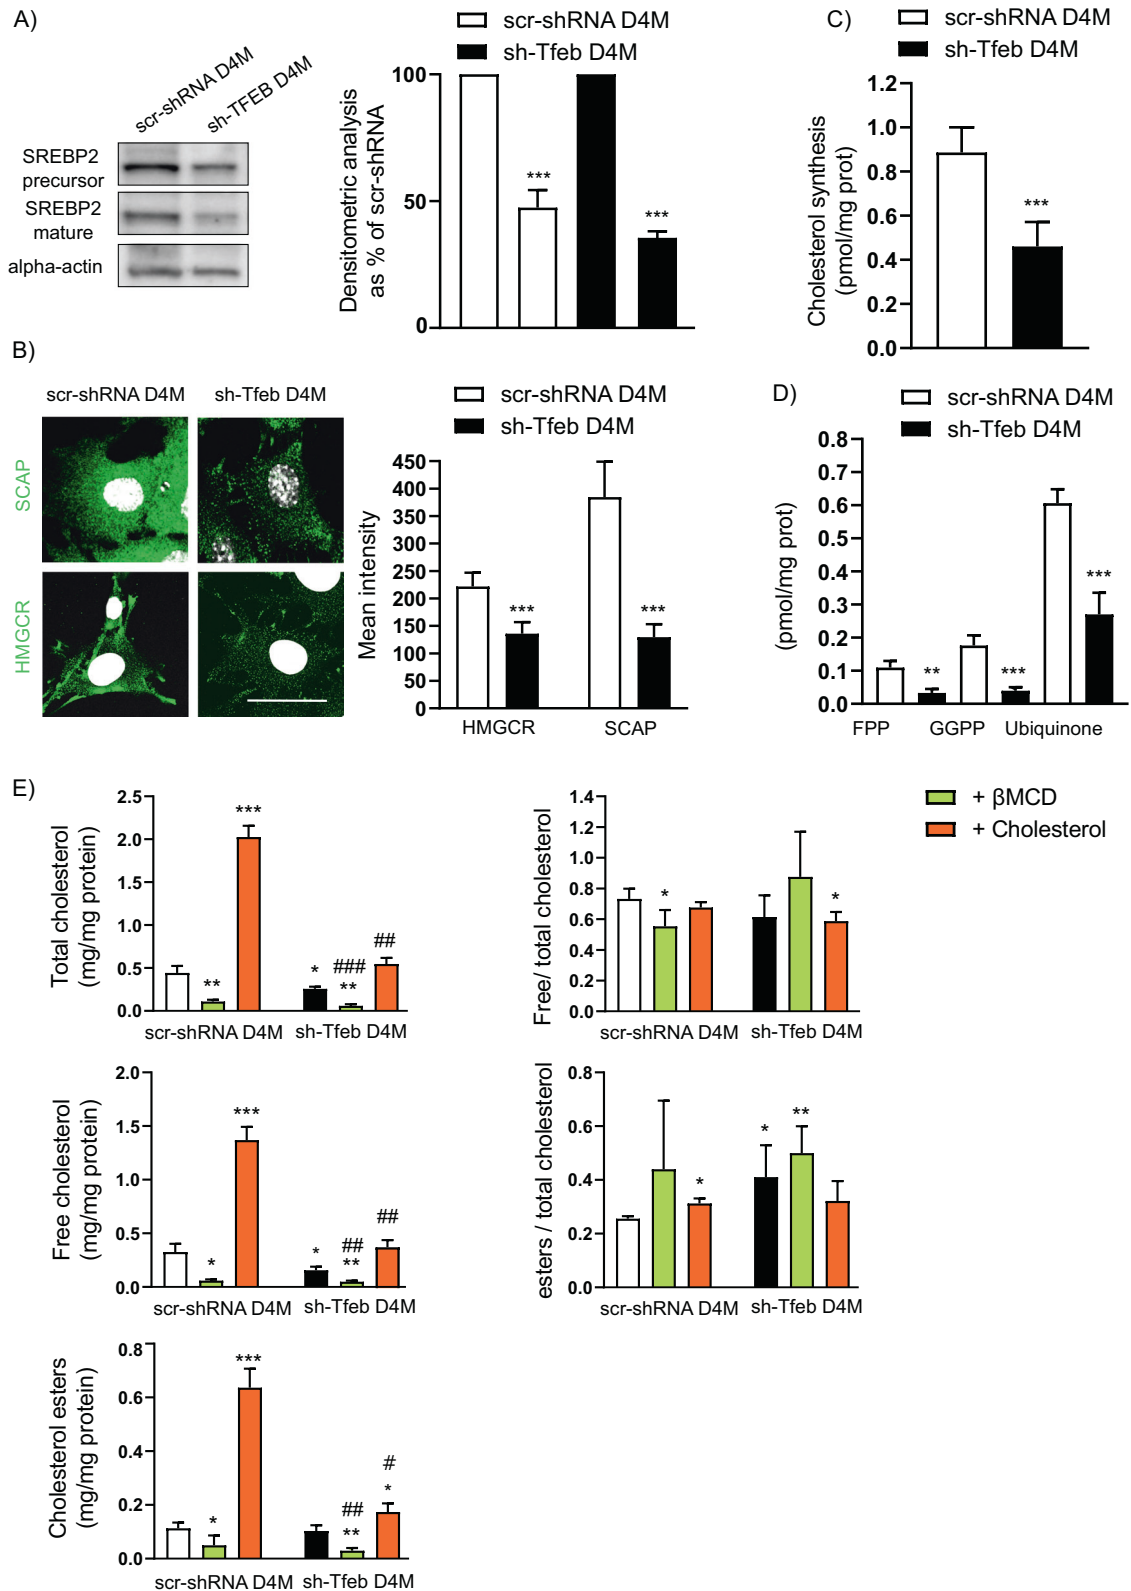 A)
scr-shRNA D4M
sh-TFEB D4M
SREBP2
precursor
SREBP2
mature
alpha-actin
scr-shRNA D4M
sh-Tfeb D4M
Densitometric analysis
as % of scr-shRNA
100
50
0
***
***
C)
scr-shRNA D4M
sh-Tfeb D4M
Cholesterol synthesis
(pmol/mg prot)
1.2
1.0
0.8
0.6
0.4
0.2
0.0
***
B)
scr-shRNA D4M
sh-Tfeb D4M
SCAP
HMGCR
scr-shRNA D4M
sh-Tfeb D4M
Mean intensity
450
400
350
300
250
200
150
100
50
0
***
***
HMGCR
SCAP
D)
scr-shRNA D4M
sh-Tfeb D4M
(pmol/mg prot)
0.8
0.7
0.6
0.5
0.4
0.3
0.2
0.1
0.0
**
***
***
FPP
GGPP
Ubiquinone
E)
+ βMCD
+ Cholesterol
Total cholesterol
(mg/mg protein)
2.5
2.0
1.5
1.0
0.5
0.0
**
***
*
###
**
##
scr-shRNA D4M
sh-Tfeb D4M
Free/ total cholesterol
1.4
1.2
1.0
0.8
0.6
0.4
0.2
0.0
*
*
scr-shRNA D4M
sh-Tfeb D4M
Free cholesterol
(mg/mg protein)
2.0
1.5
1.0
0.5
0.0
*
***
*
##
**
##
scr-shRNA D4M
sh-Tfeb D4M
esters / total cholesterol
0.8
0.6
0.4
0.2
0.0
*
*
**
scr-shRNA D4M
sh-Tfeb D4M
Cholesterol esters
(mg/mg protein)
0.8
0.6
0.4
0.2
0.0
*
***
##
**
#
*
scr-shRNA D4M
sh-Tfeb D4M